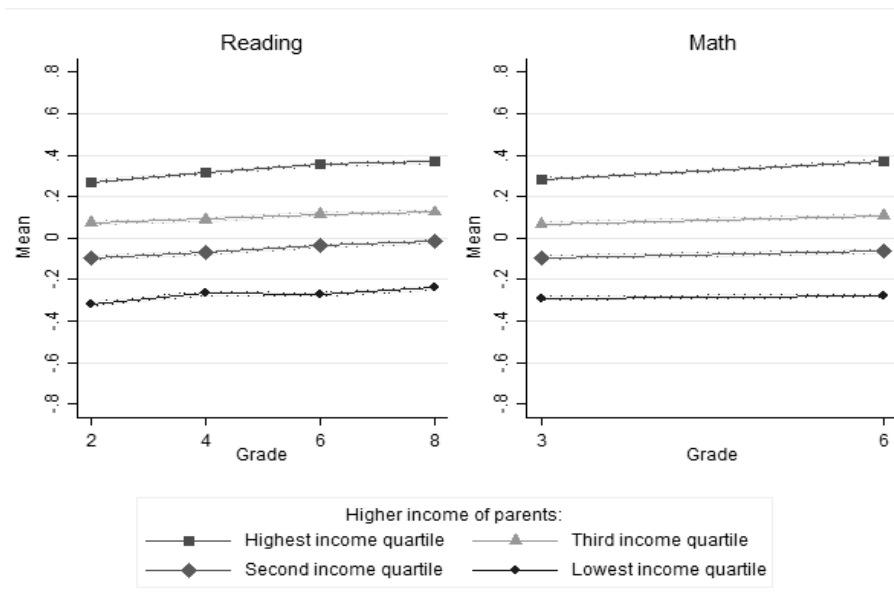 Reading
Mean
.8
.6
.4
.2
0
-.2
-.4
-.6
-.8
2 4 6 8
Grade
Math
Mean
.8
.6
.4
.2
0
-.2
-.4
-.6
-.8
3 6
Grade
Higher income of parents:
Highest income quartile Third income quartile
Second income quartile Lowest income quartile